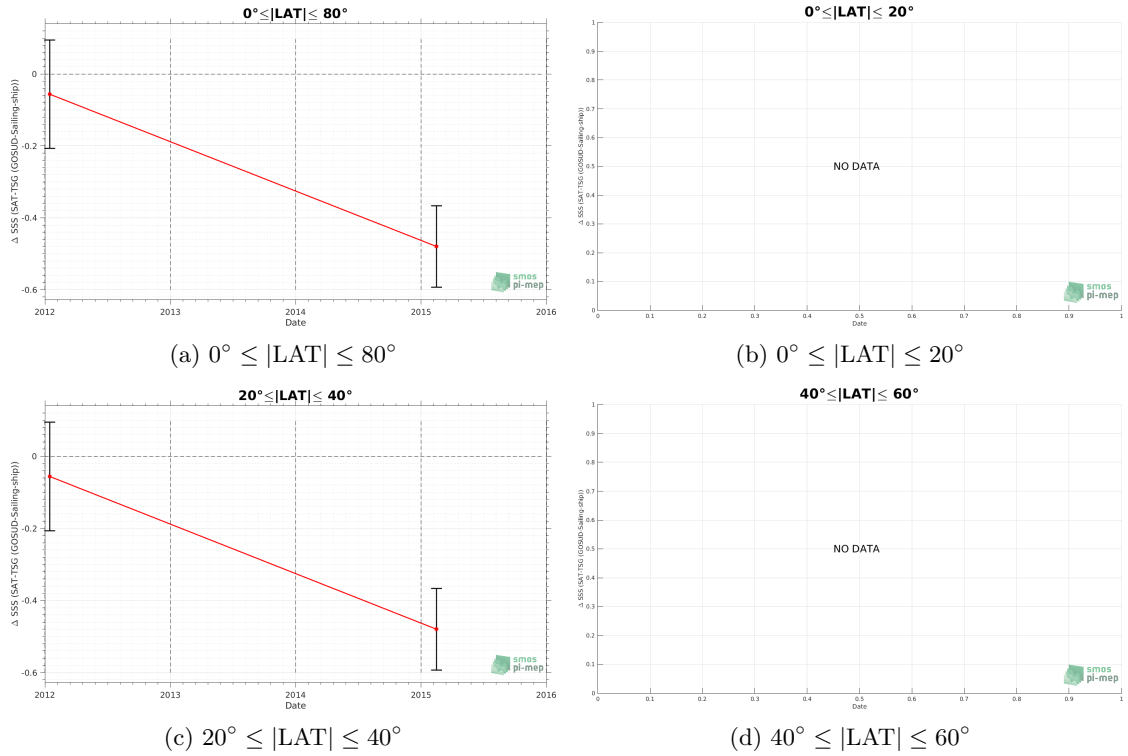 0°≤|LAT|≤ 80°
Δ SSS (SAT-TSG (GOSUD-Sailing-ship))
0
-0.2
-0.4
-0.6
2012 2013 2014 2015 2016
Date
smos
pi-mep
(a) 0° ≤ |LAT| ≤ 80°
0°≤|LAT|≤ 20°
Δ SSS (SAT-TSG (GOSUD-Sailing-ship))
1
0.9
0.8
0.7
0.6
0.5
0.4
0.3
0.2
0.1
0
NO DATA
0 0.1 0.2 0.3 0.4 0.5 0.6 0.7 0.8 0.9 1
Date
smos
pi-mep
(b) 0° ≤ |LAT| ≤ 20°
20°≤|LAT|≤ 40°
Δ SSS (SAT-TSG (GOSUD-Sailing-ship))
0
-0.2
-0.4
-0.6
2012 2013 2014 2015 2016
Date
smos
pi-mep
(c) 20° ≤ |LAT| ≤ 40°
40°≤|LAT|≤ 60°
Δ SSS (SAT-TSG (GOSUD-Sailing-ship))
1
0.9
0.8
0.7
0.6
0.5
0.4
0.3
0.2
0.1
0
NO DATA
0 0.1 0.2 0.3 0.4 0.5 0.6 0.7 0.8 0.9 1
Date
smos
pi-mep
(d) 40° ≤ |LAT| ≤ 60°